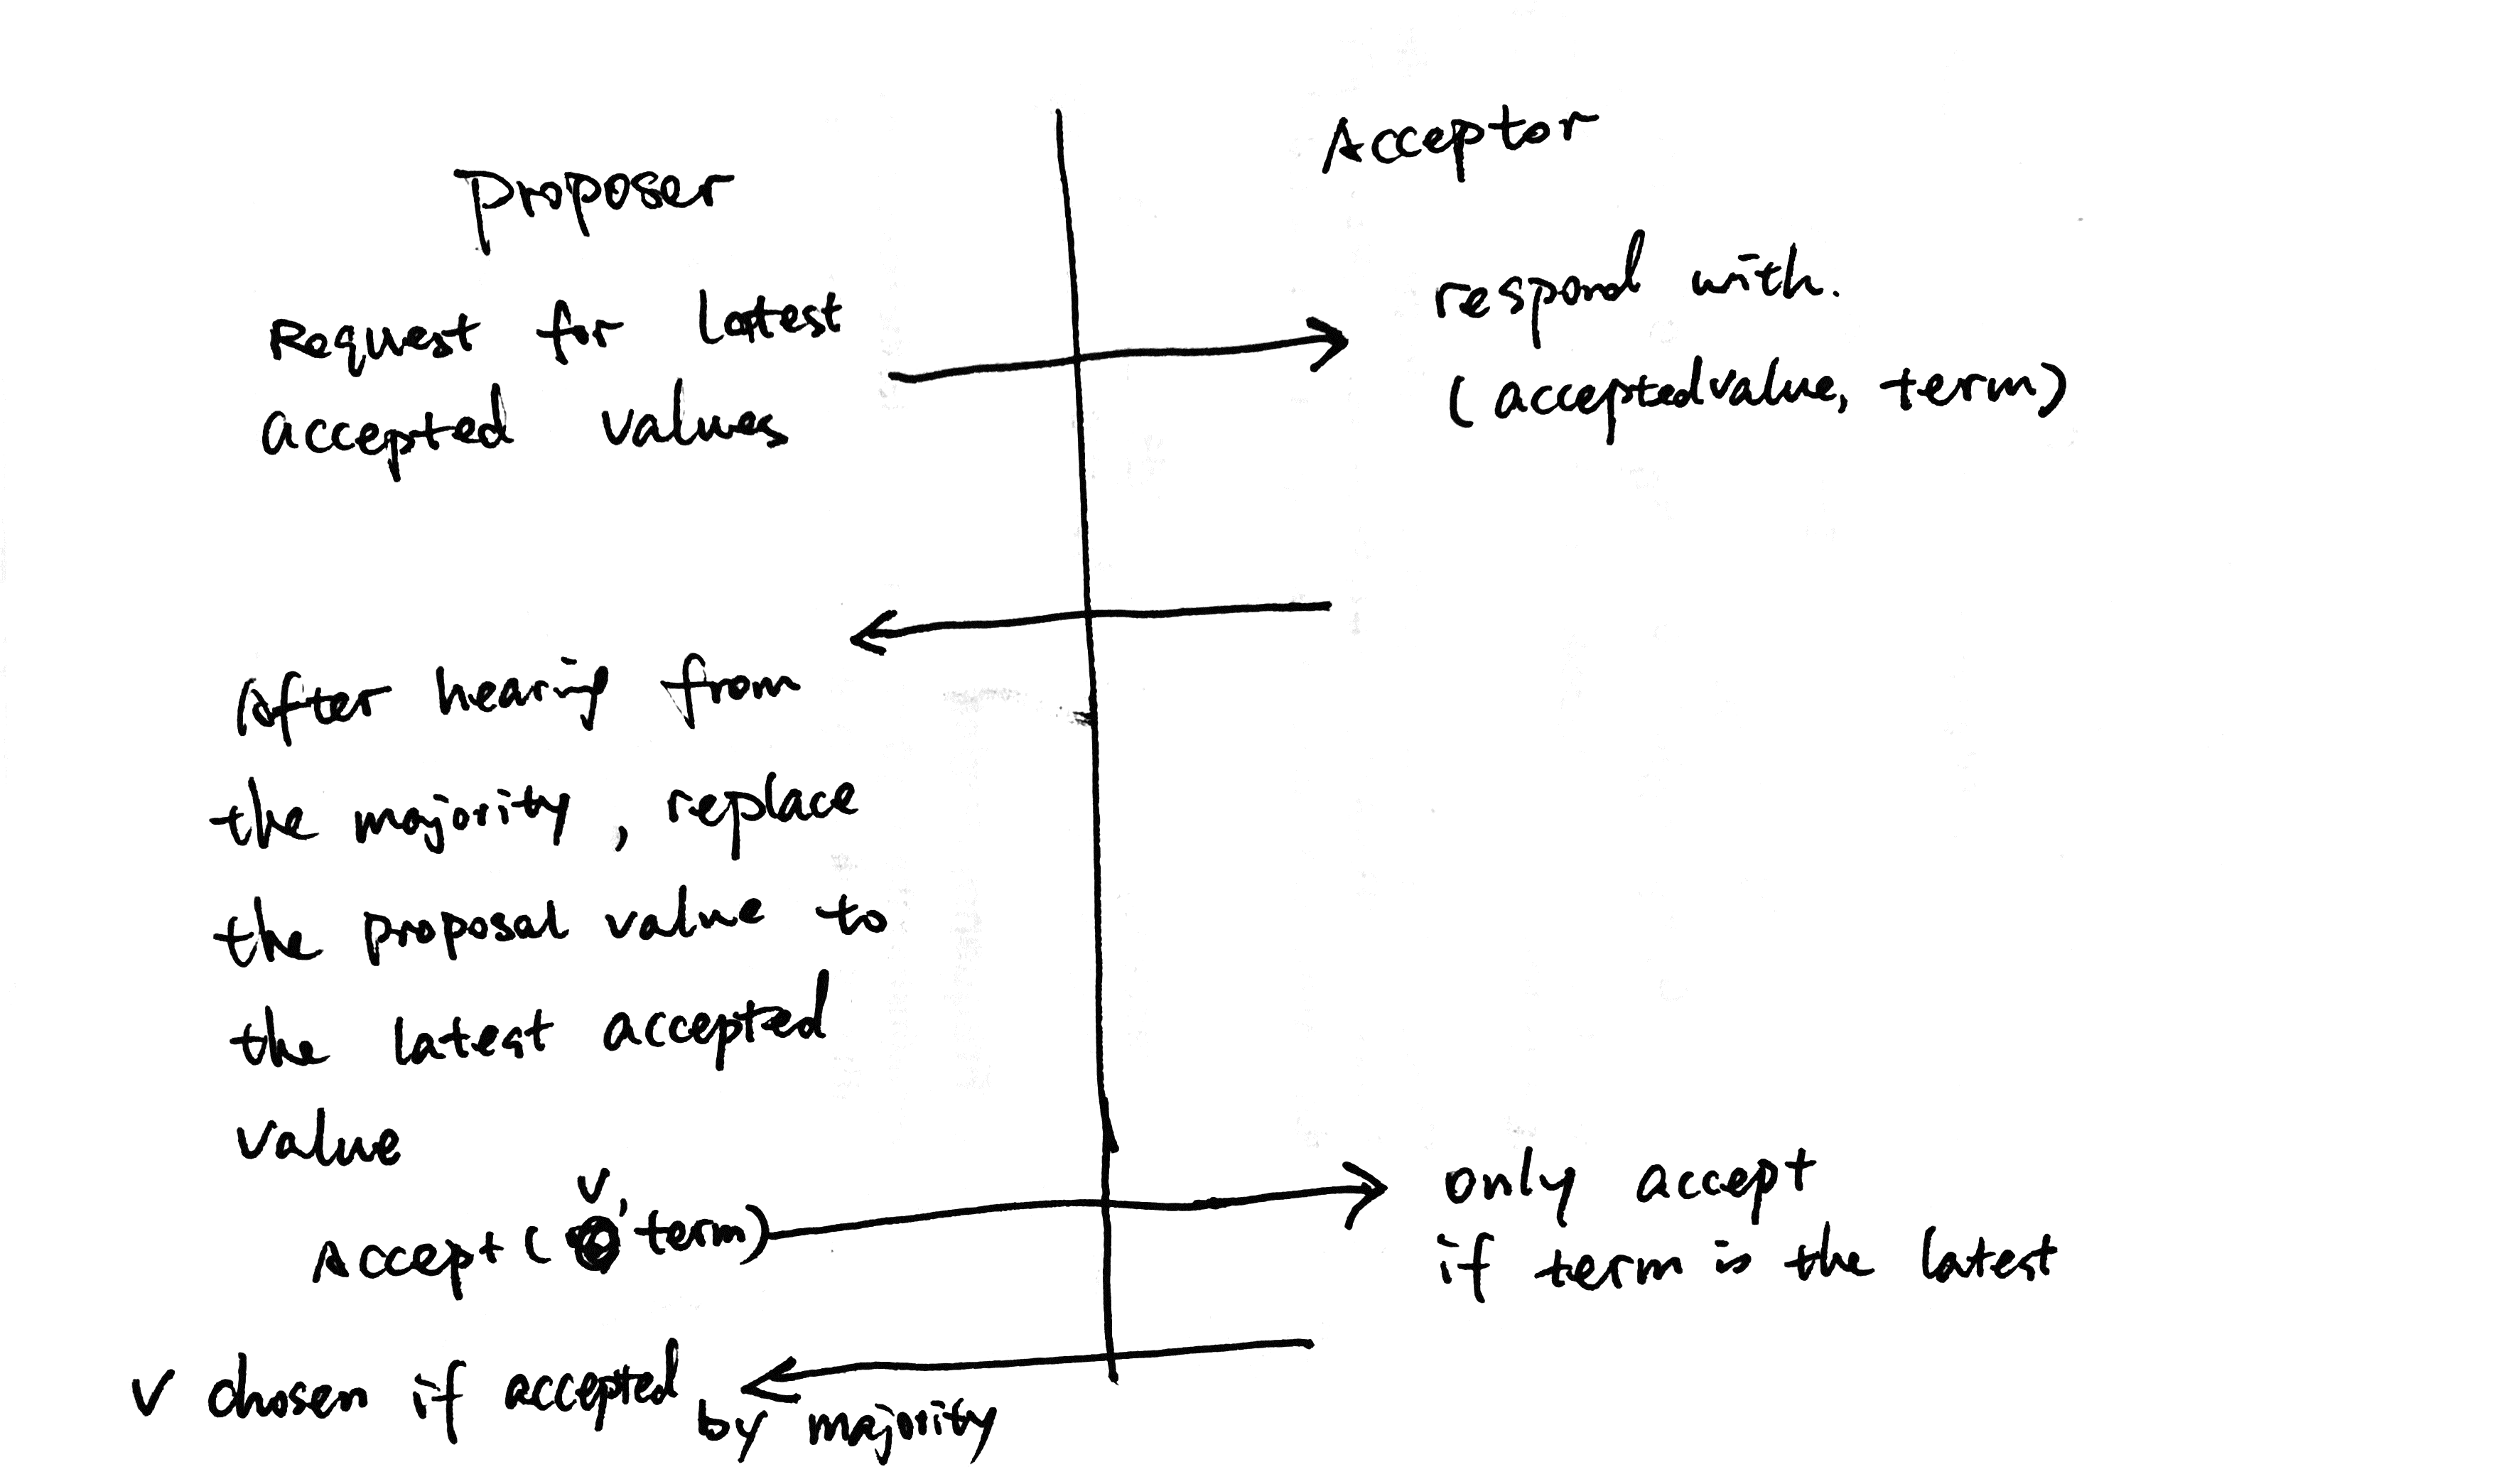 Proposer
Acceptor
Request for latest
accepted values
respond with.
(acceptedvalue, term)
After hearing from
the majority, replace
the proposal value to
the latest accepted
value
Accept (v, term)
only accept
if term is the latest
v chosen if accepted
by majority